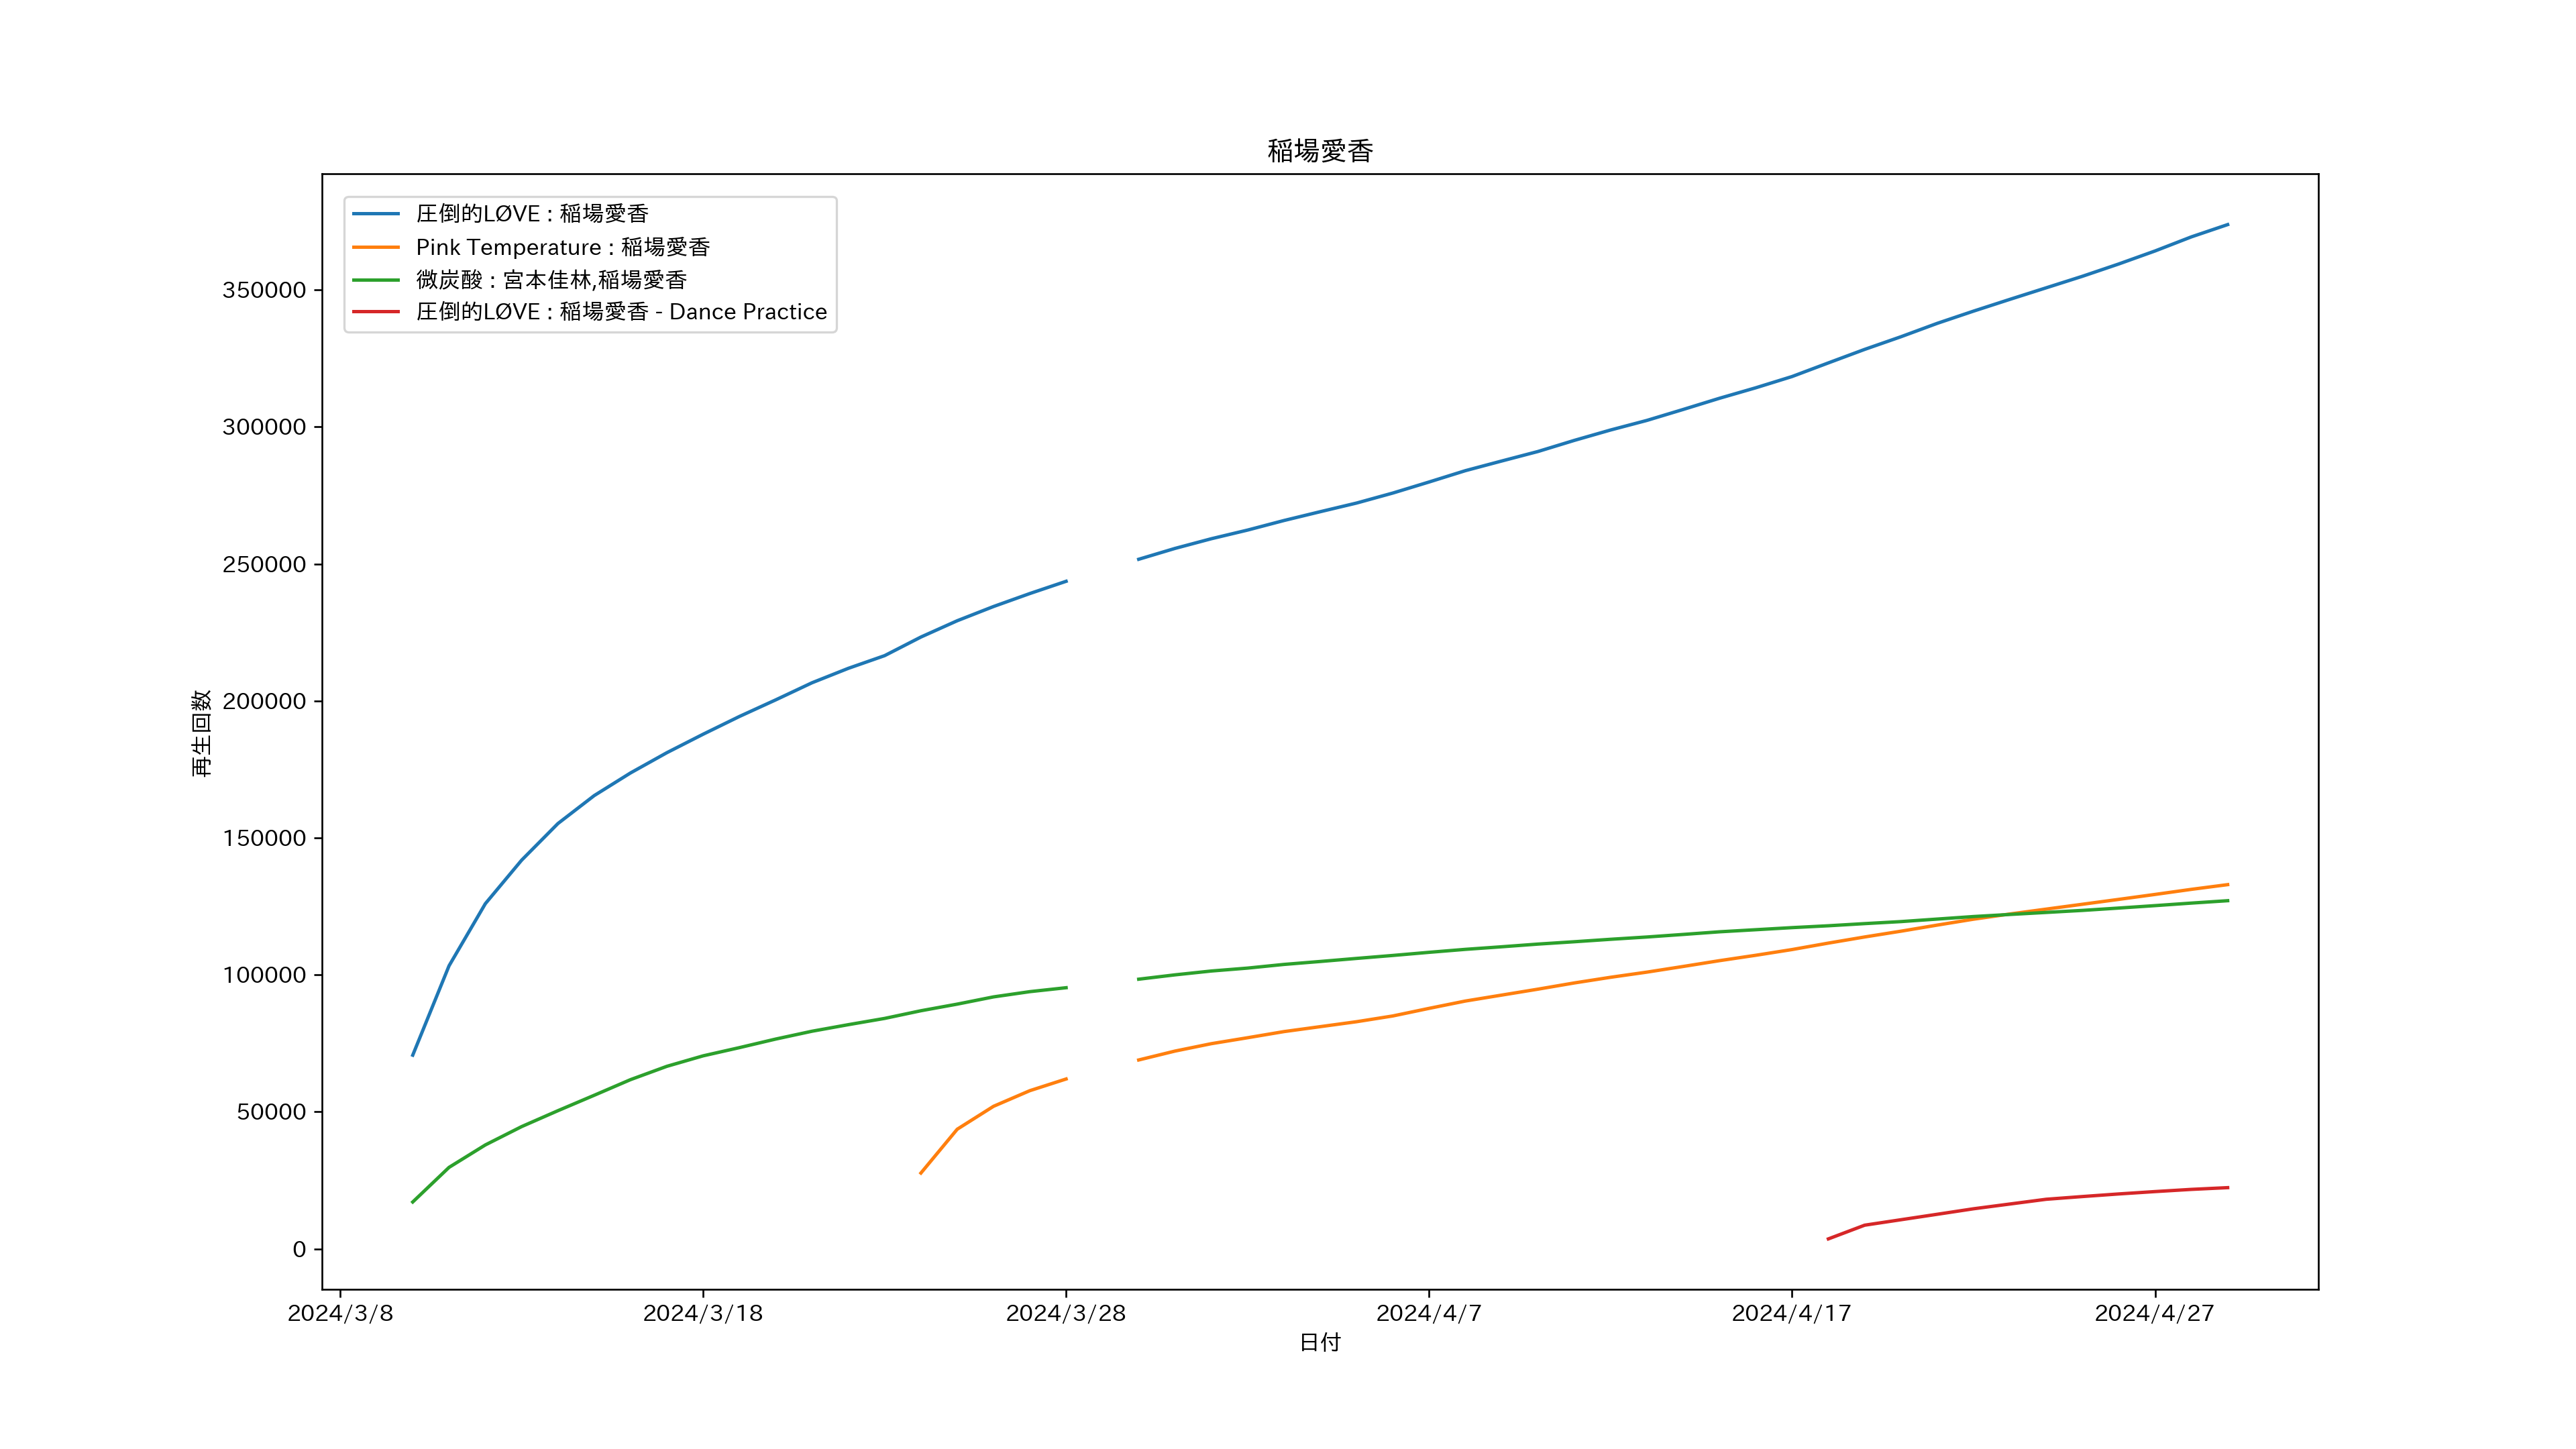 稲場愛香
圧倒的LØVE : 稲場愛香
Pink Temperature : 稲場愛香
微炭酸 : 宮本佳林,稲場愛香
圧倒的LØVE : 稲場愛香 - Dance Practice
350000
300000
250000
200000
150000
100000
50000
0
再生回数
2024/3/8
2024/3/18
2024/3/28
2024/4/7
2024/4/17
2024/4/27
日付